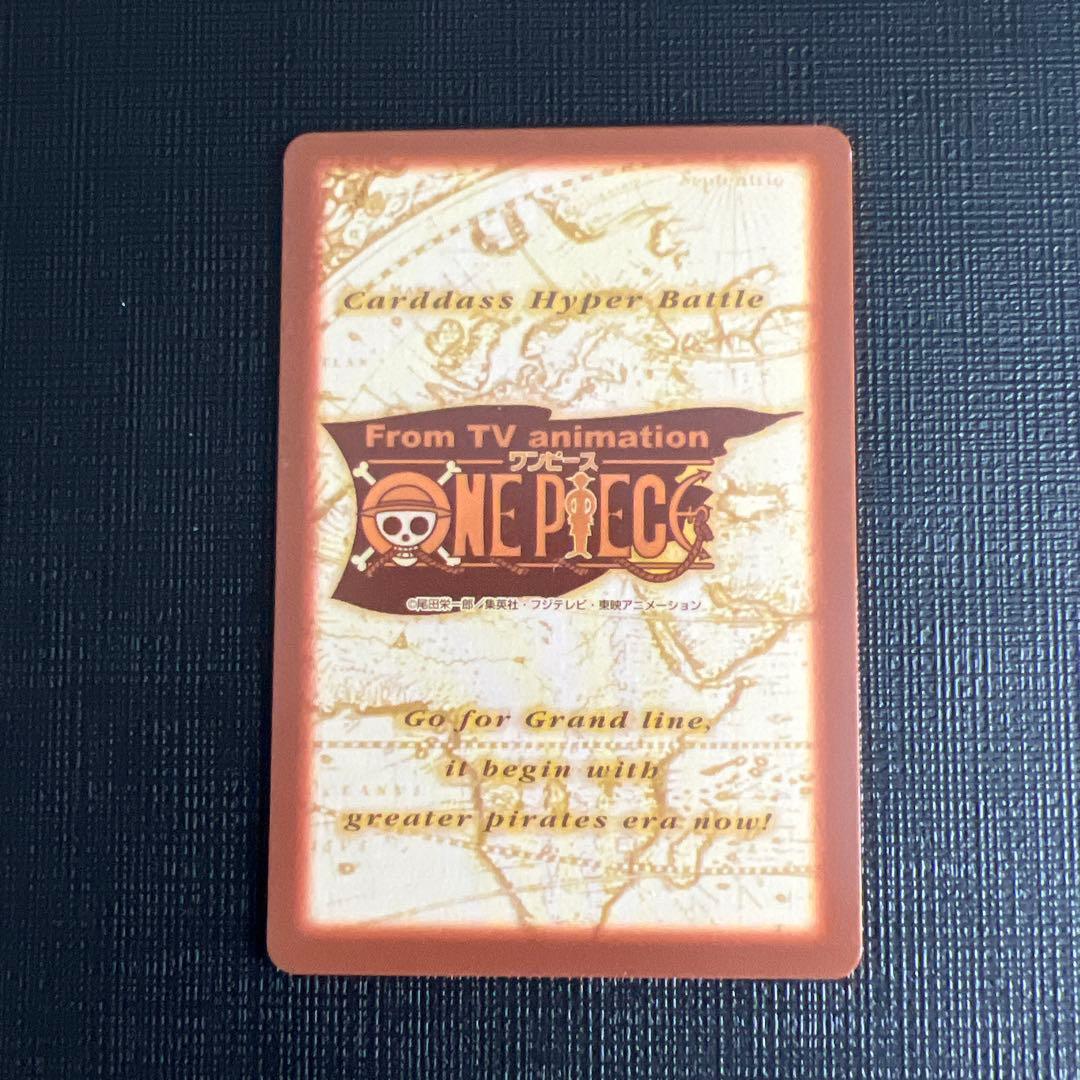 Septentrio
Carddass Hyper Battle
From TV animation
ワンピース
ONE PIECE
©尾田栄一郎／集英社・フジテレビ・東映アニメーション
Go for Grand line,
it begin with
greater pirates era now!